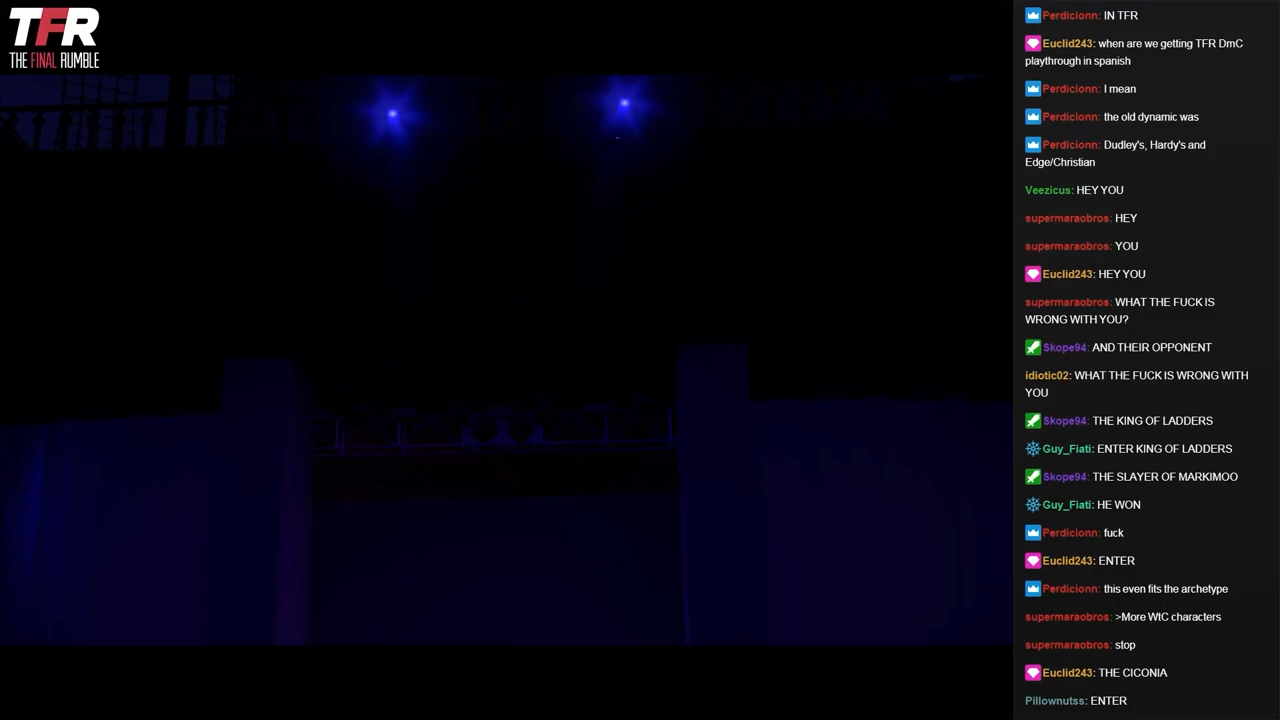 TFR
THE FINAL RUMBLE
Perdicionn: IN TFR
Euclid243: when are we getting TFR DmC
playthrough in spanish
Perdicionn: I mean
Perdicionn: the old dynamic was
Perdicionn: Dudley's, Hardy's and
Edge/Christian
Veezicus: HEY YOU
supermaraobros: HEY
supermaraobros: YOU
Euclid243: HEY YOU
supermaraobros: WHAT THE FUCK IS
WRONG WITH YOU?
Skope94: AND THEIR OPPONENT
idiotic02: WHAT THE FUCK IS WRONG WITH
YOU
Skope94: THE KING OF LADDERS
Guy_Fiati: ENTER KING OF LADDERS
Skope94: THE SLAYER OF MARKIMOO
Guy_Fiati: HE WON
Perdicionn: fuck
Euclid243: ENTER
Perdicionn: this even fits the archetype
supermaraobros: >More WtC characters
supermaraobros: stop
Euclid243: THE CICONIA
Pillownutss: ENTER